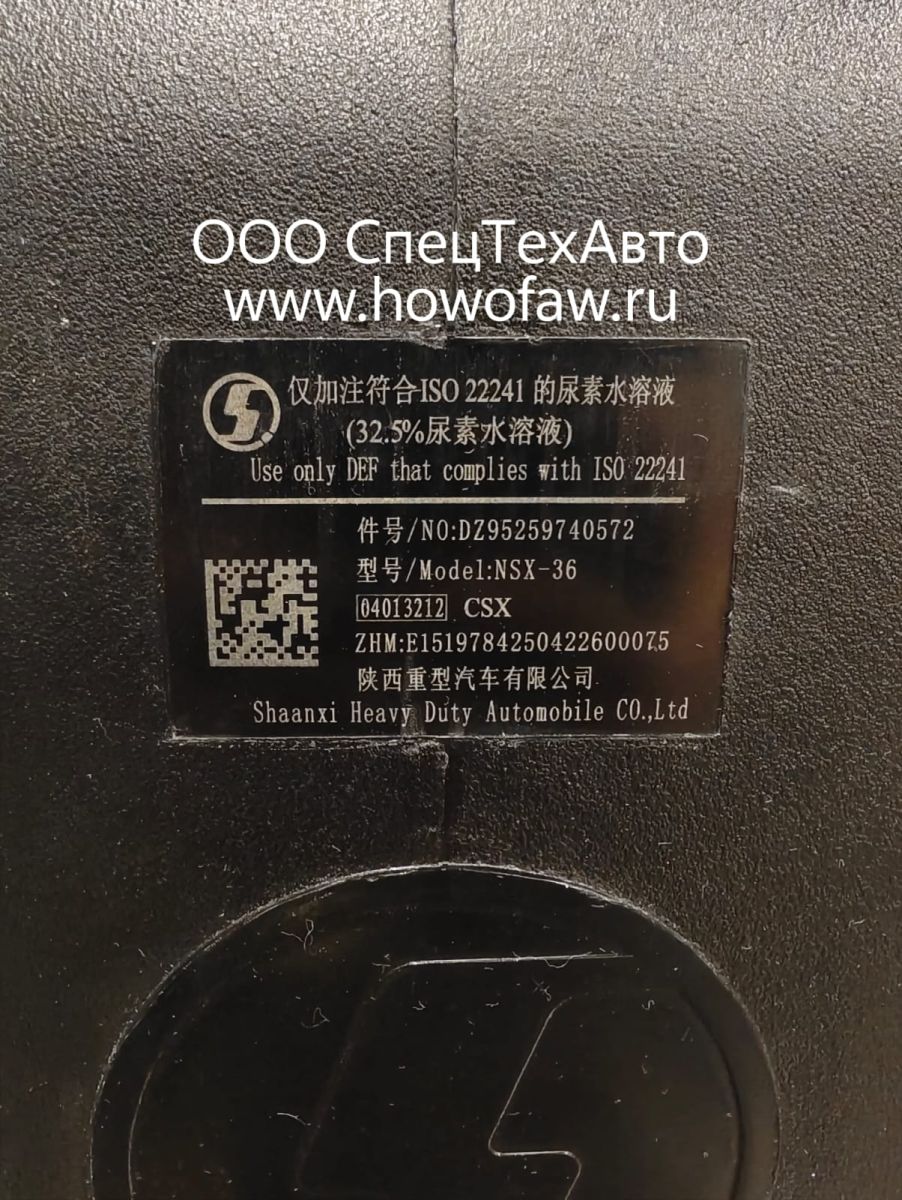 ООО СпецТехАвто
www.howofaw.ru
仅加注符合ISO 22241 的尿素水溶液
(32.5%尿素水溶液)
Use only DEF that complies with ISO 22241
件号/NO:DZ95259740572
型号/Model:NSX-36
04013212 CSX
ZHM:E1519784250422600075
陕西重型汽车有限公司
Shaanxi Heavy Duty Automobile CO.,Ltd